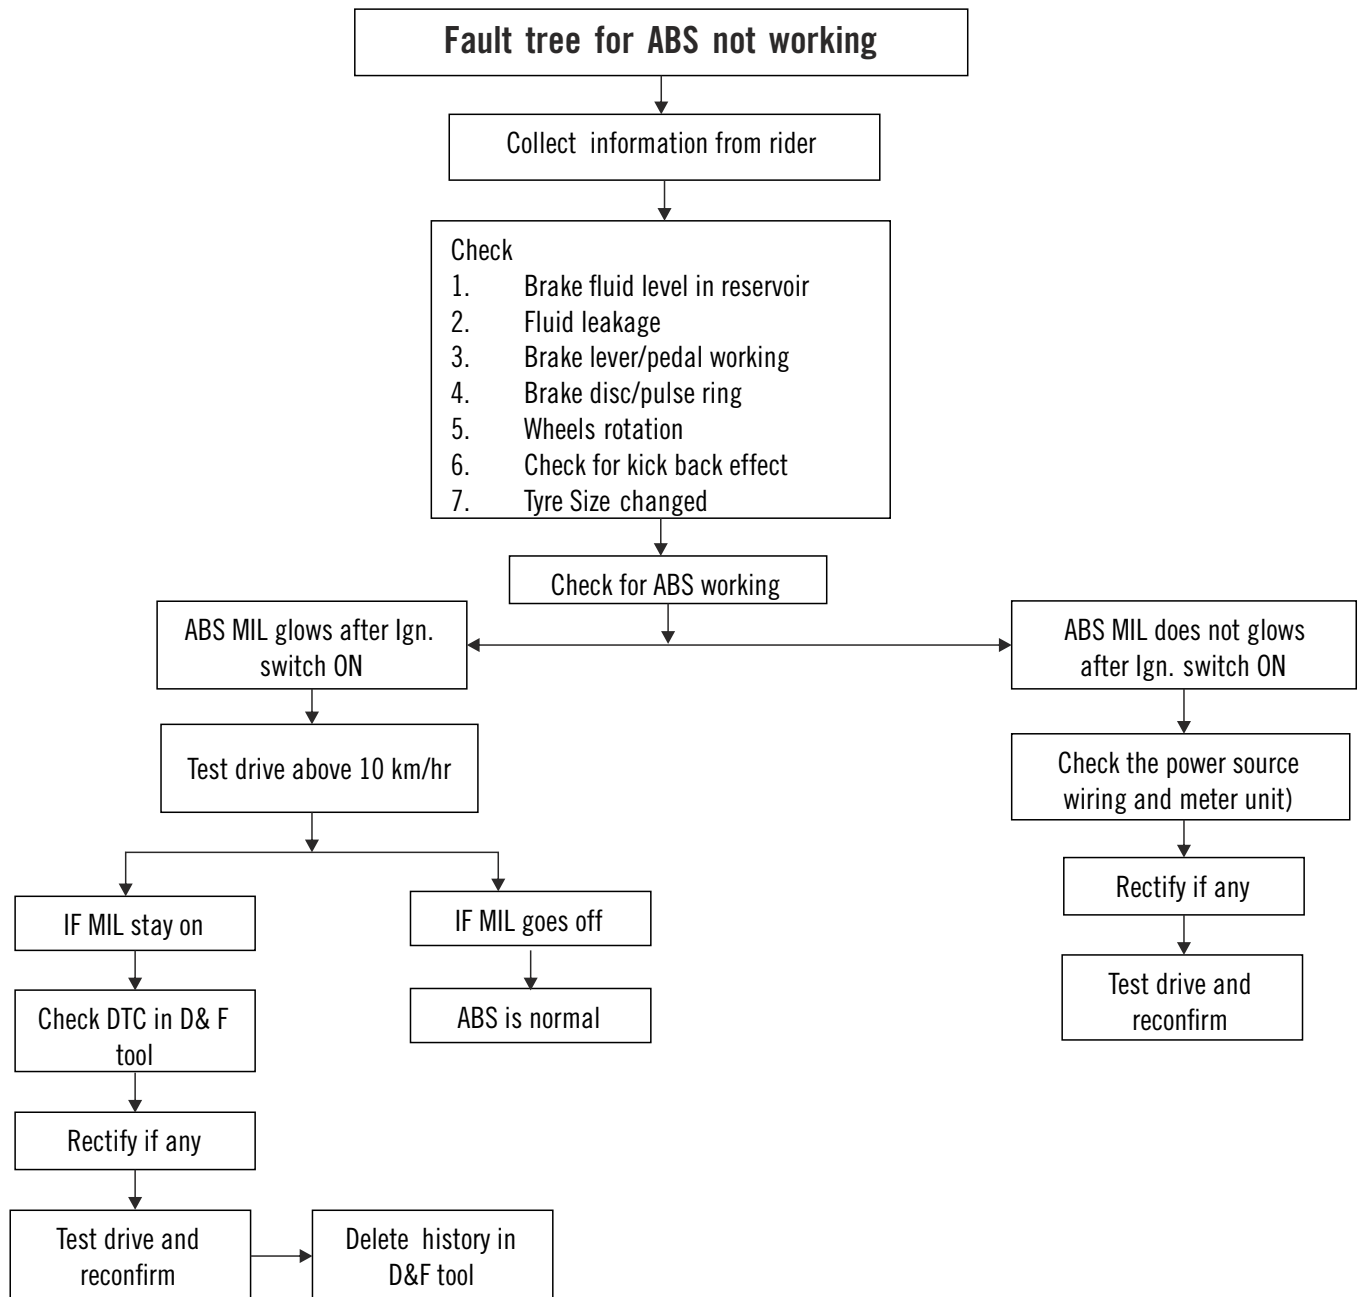 Fault tree for ABS not working
Collect information from rider
Check
1. Brake fluid level in reservoir
2. Fluid leakage
3. Brake lever/pedal working
4. Brake disc/pulse ring
5. Wheels rotation
6. Check for kick back effect
7. Tyre Size changed
Check for ABS working
ABS MIL glows after Ign.
switch ON
ABS MIL does not glows
after Ign. switch ON
Test drive above 10 km/hr
Check the power source
wiring and meter unit)
IF MIL stay on
IF MIL goes off
Rectify if any
Check DTC in D& F
tool
ABS is normal
Test drive and
reconfirm
Rectify if any
Test drive and
reconfirm
Delete history in
D&F tool